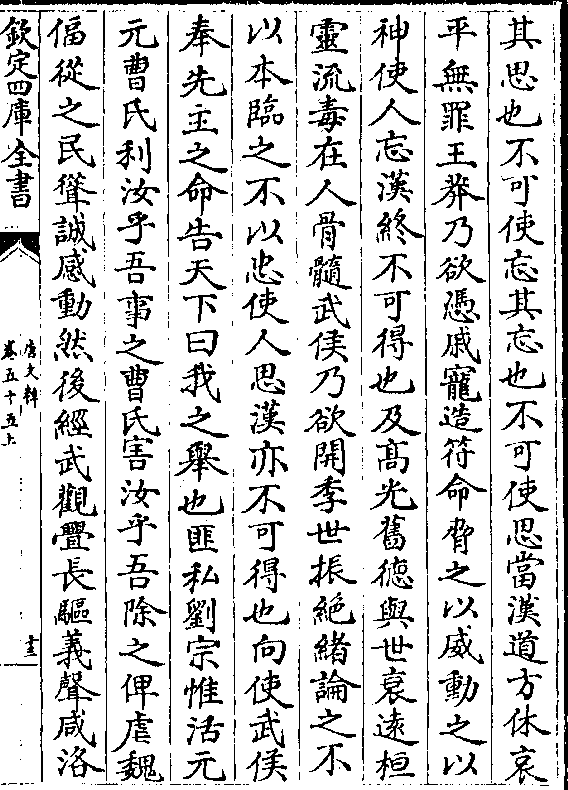 其思也不可使忘其忘也不可使思當漢道方休哀
平無罪王莽乃欲憑戚寵造符命脅之以威動之以
神使人忘漢終不可得也及高光舊德與世衰逺桓
靈流毒在人骨髓武侯乃欲開季世振絶緒論之不
以本臨之不以忠使人思漢亦不可得也向使武侯
奉先主之命告天下曰我之舉也匪私劉宗惟活元
元曹氏利汝乎吾事之曹氏害汝乎吾除之俾虐魏
偪從之民聳誠感動然後經武觀舋長驅義聲咸洛
欽定四庫全書
唐文粹
卷五十五上
十三